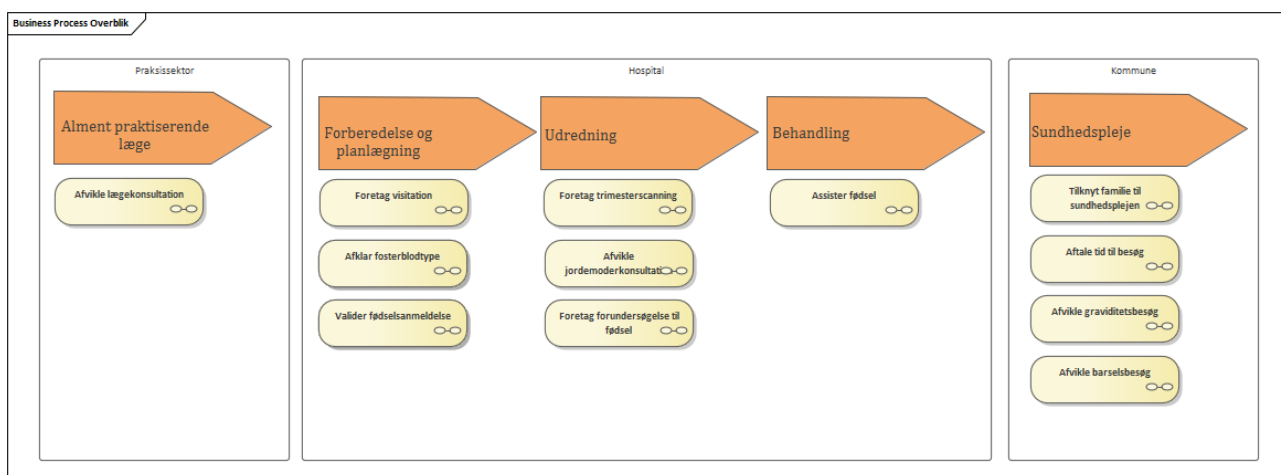 Business Process Overblik
Praksissektor
Alment praktiserende
læge
Afvikle lægekonsultation
Hospital
Forberedelse og
planlægning
Foretag visitation
Afklar fosterblodtype
Valider fødselsanmeldelse
Udredning
Foretag trimesterscanning
Afvikle
jordemoderkonsultation
Foretag forundersøgelse til
fødsel
Behandling
Assister fødsel
Kommune
Sundhedspleje
Tilknyt familie til
sundhedsplejen
Aftale tid til besøg
Afvikle graviditetsbesøg
Afvikle barselsbesøg